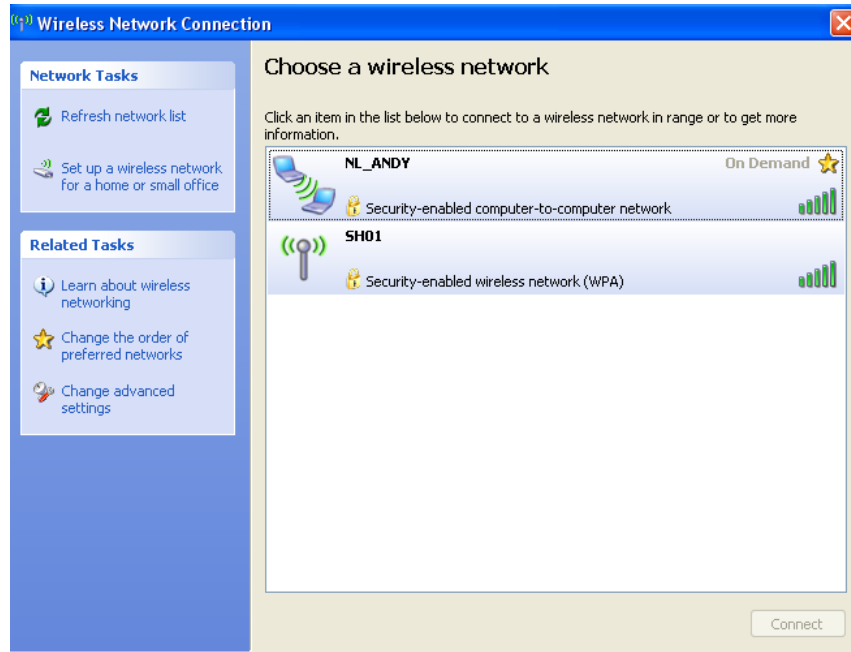 Wireless Network Connection
Network Tasks
Refresh network list
Set up a wireless network
for a home or small office
Related Tasks
Learn about wireless
networking
Change the order of
preferred networks
Change advanced
settings
Choose a wireless network
Click an item in the list below to connect to a wireless network in range or to get more
information.
NL_ANDY On Demand
Security-enabled computer-to-computer network
SH01
Security-enabled wireless network (WPA)
Connect